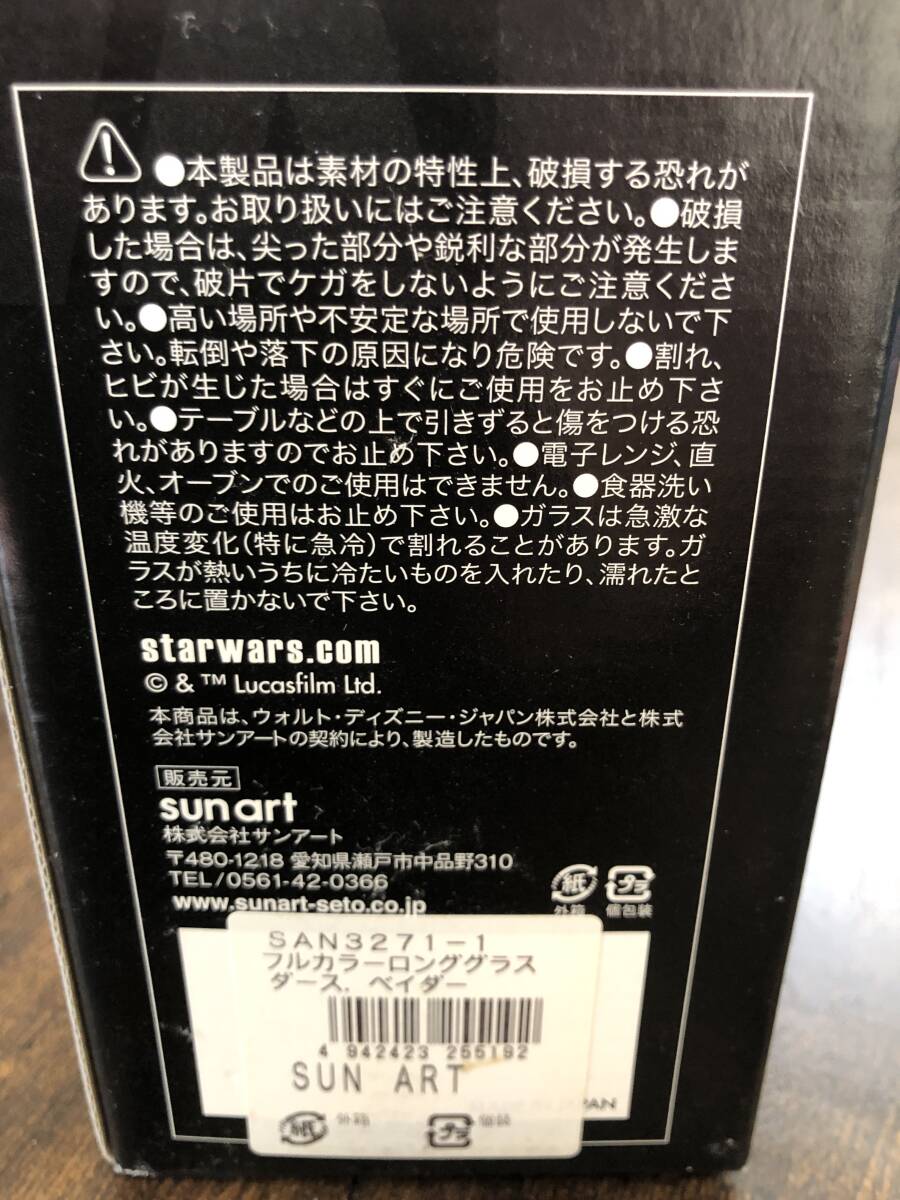 ●本製品は素材の特性上、破損する恐れが
あります。お取り扱いにはご注意ください。●破損
した場合は、尖った部分や鋭利な部分が発生しま
すので、破片でケガをしないようにご注意くださ
い。●高い場所や不安定な場所で使用しないで下
さい。転倒や落下の原因になり危険です。●割れ、
ヒビが生じた場合はすぐにご使用をお止め下さ
い。●テーブルなどの上で引きずると傷をつける恐
れがありますのでお止め下さい。●電子レンジ、直
火、オーブンでのご使用はできません。●食器洗い
機等のご使用はお止め下さい。●ガラスは急激な
温度変化(特に急冷)で割れることがあります。ガ
ラスが熱いうちに冷たいものを入れたり、濡れたと
ころに置かないで下さい。
starwars.com
© & ™ Lucasfilm Ltd.
本商品は、ウォルト・ディズニー・ジャパン株式会社と株式
会社サンアートの契約により、製造したものです。
販売元
sunart
株式会社サンアート
〒480-1218 愛知県瀬戸市中品野310
TEL/0561-42-0366
www.sunart-seto.co.jp
紙 プラ
外箱 個包装
SAN3271-1
フルカラーロンググラス
ダース．ベイダー
4 942423 255192
SUN ART
紙 外箱 プラ